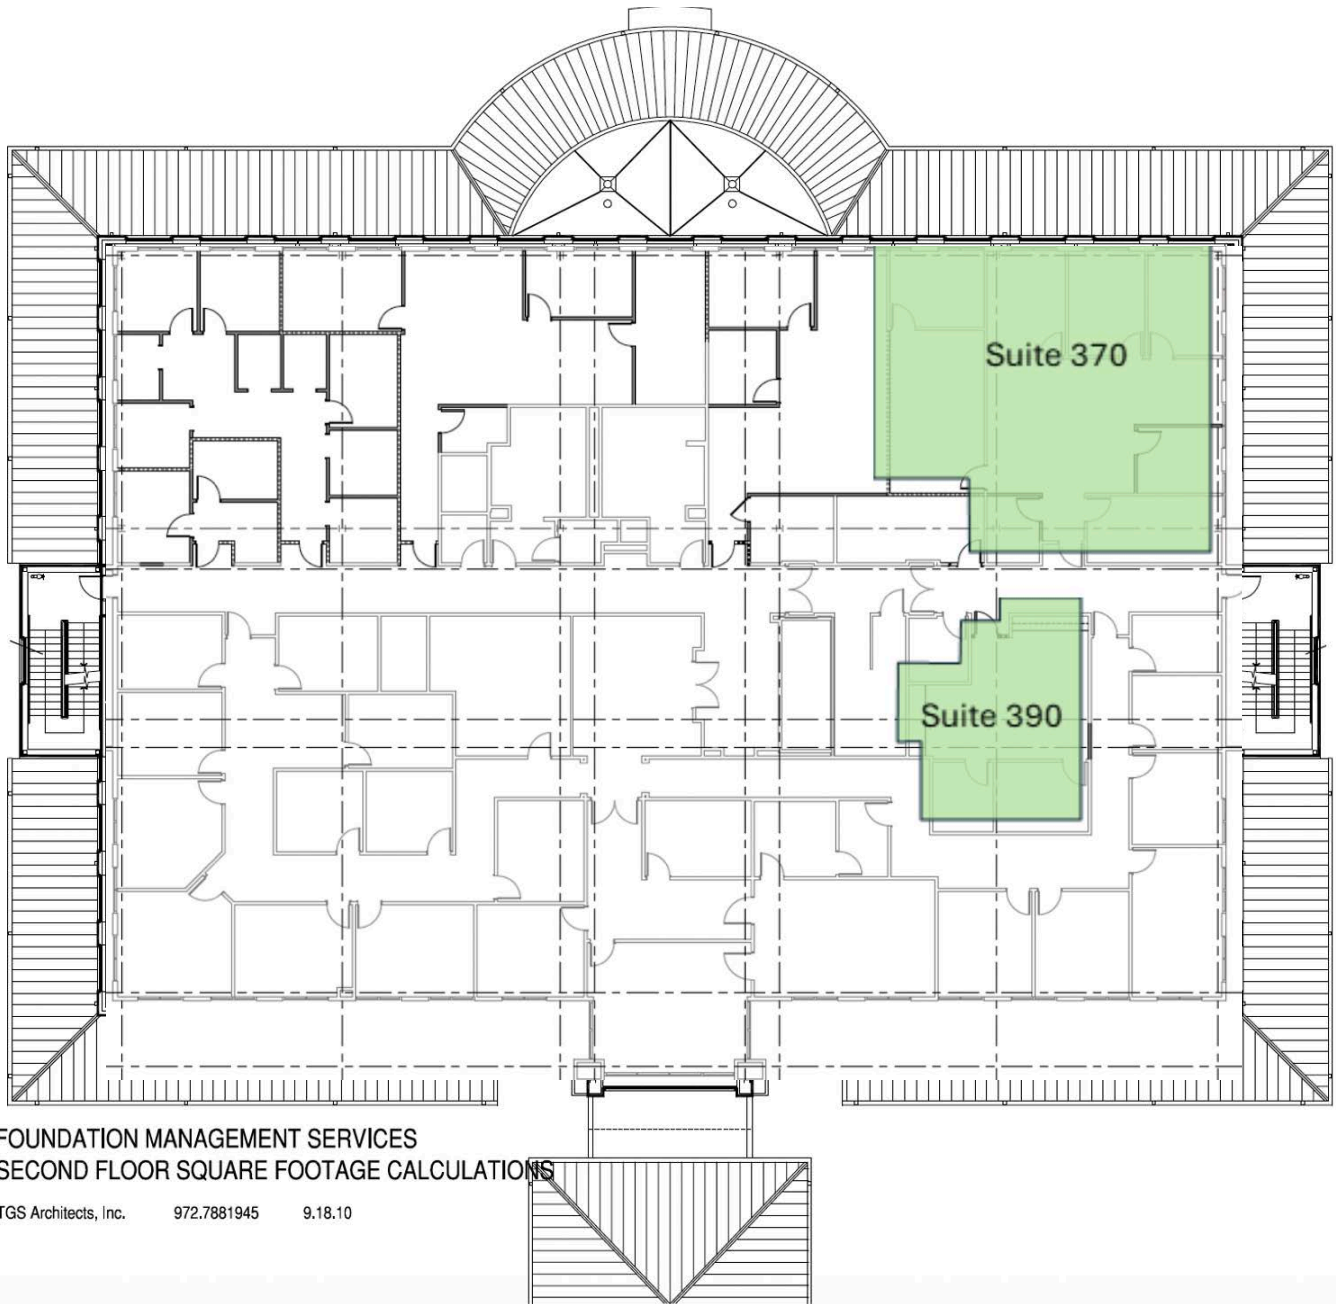 Suite 370
Suite 390
FOUNDATION MANAGEMENT SERVICES
SECOND FLOOR SQUARE FOOTAGE CALCULATIONS
TGS Architects, Inc. 972.7881945 9.18.10